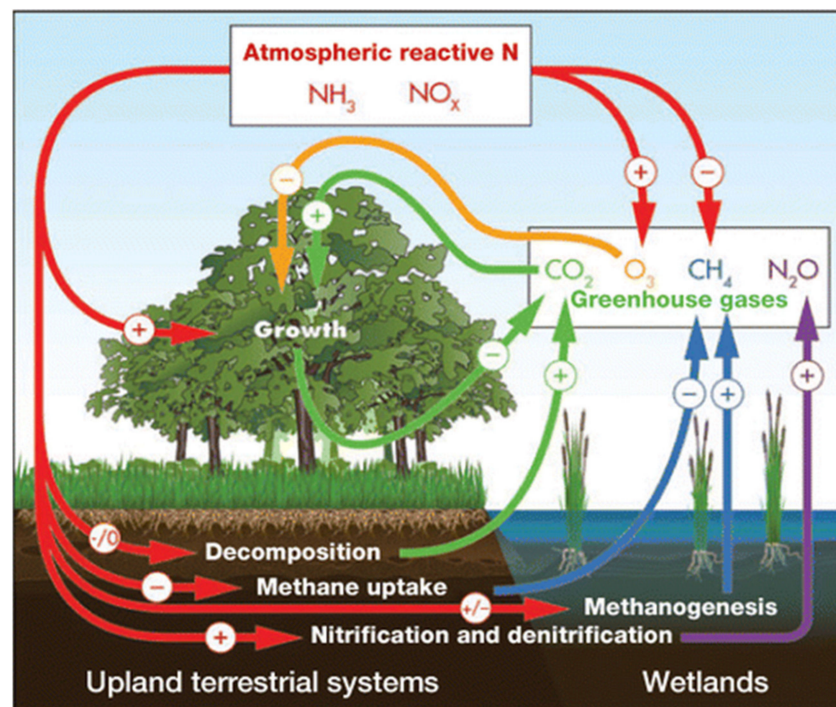 Atmospheric reactive N
NH₃ NOₓ
−
+
+
−
CO₂ O₃ CH₄ N₂O
Greenhouse gases
+
Growth
−
+
−
+
+
-/0
Decomposition
−
Methane uptake
+/−
Methanogenesis
+
Nitrification and denitrification
Upland terrestrial systems
Wetlands